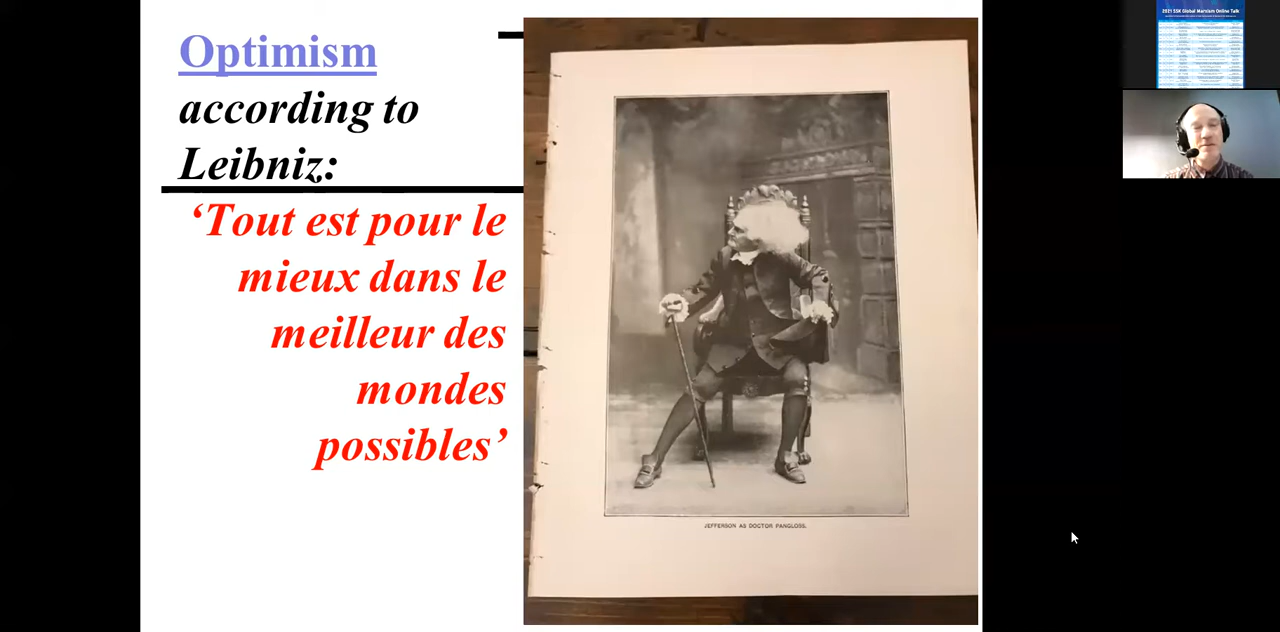 Optimism
according to
Leibniz:
‘Tout est pour le
mieux dans le
meilleur des
mondes
possibles’
JEFFERSON AS DOCTOR PANGLOSS.
2021 SSK Global Marxism Online Talk